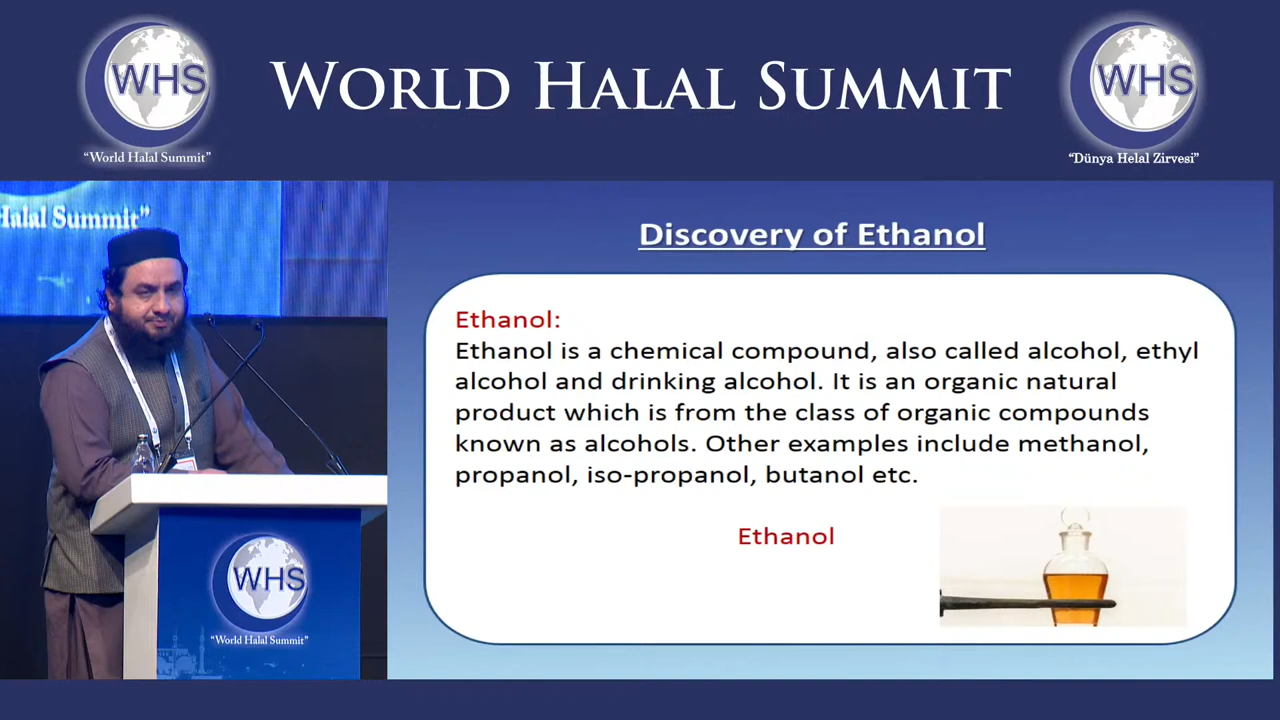 WHS
WORLD HALAL SUMMIT
WHS
"World Halal Summit"
"Dünya Helal Zirvesi"
Halal Summit"
Discovery of Ethanol
Ethanol:
Ethanol is a chemical compound, also called alcohol, ethyl
alcohol and drinking alcohol. It is an organic natural
product which is from the class of organic compounds
known as alcohols. Other examples include methanol,
propanol, iso-propanol, butanol etc.
Ethanol
WHS
"World Halal Summit"